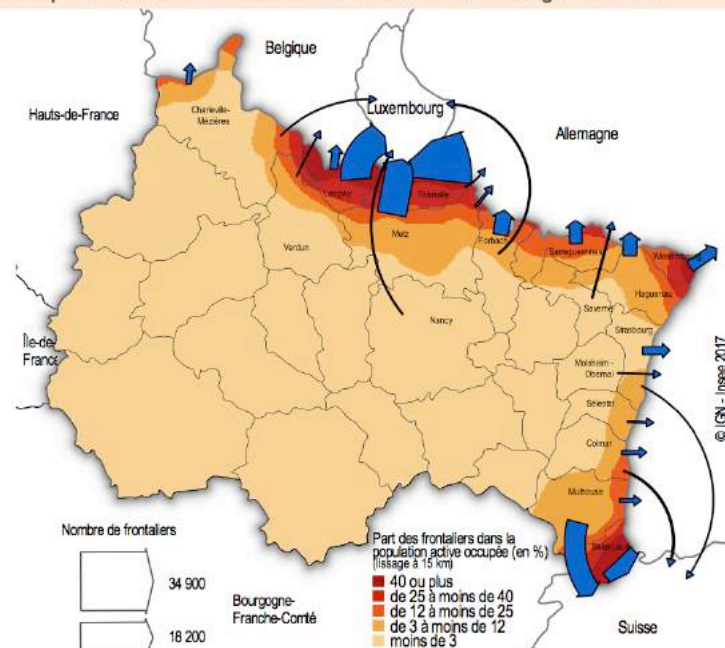 Belgique
Hauts-de-France
Luxembourg
Allemagne
Charleville-
Mézières
Longwy
Thionville
Verdun
Metz
Forbach
Sarreguemines
Wissembourg
Haguenau
Saverne
Strasbourg
Nancy
Île-de-
France
Molsheim -
Obernai
Sélestat
Colmar
Mulhouse
© IGN - Insee 2017
Nombre de frontaliers
34 900
18 200
Bourgogne-
Franche-Comté
Part des frontaliers dans la
population active occupée (en %)
(lissage à 15 km)
40 ou plus
de 25 à moins de 40
de 12 à moins de 25
de 3 à moins de 12
moins de 3
Suisse